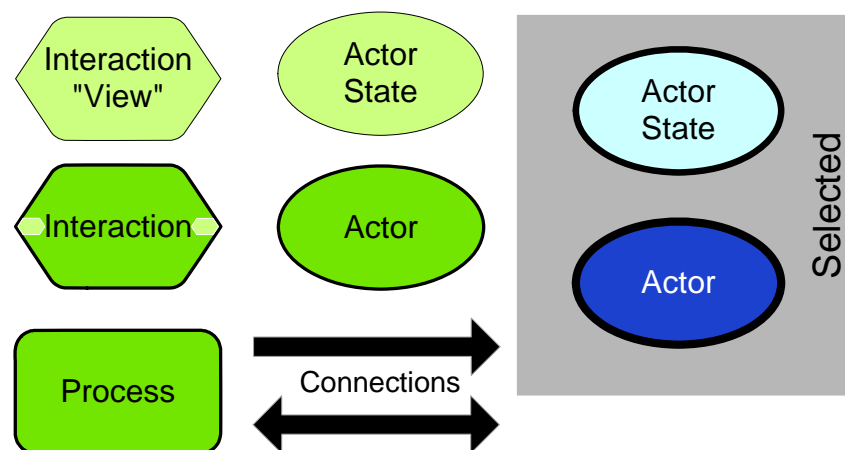 Interaction
"View"
Actor
State
Actor
State
Interaction
Actor
Actor
Selected
Process
Connections